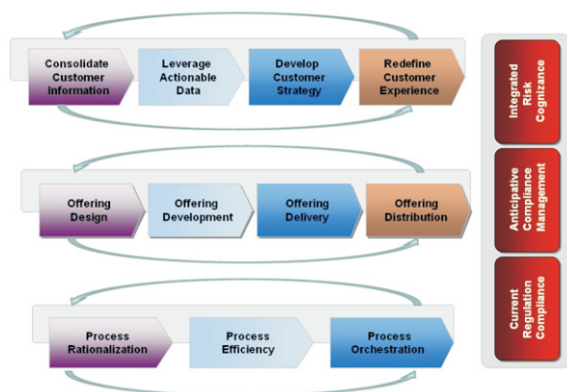 Consolidate
Customer
Information
Leverage
Actionable
Data
Develop
Customer
Strategy
Redefine
Customer
Experience
Offering
Design
Offering
Development
Offering
Delivery
Offering
Distribution
Process
Rationalization
Process
Efficiency
Process
Orchestration
Integrated
Risk
Cognizance
Anticipative
Compliance
Management
Current
Regulation
Compliance